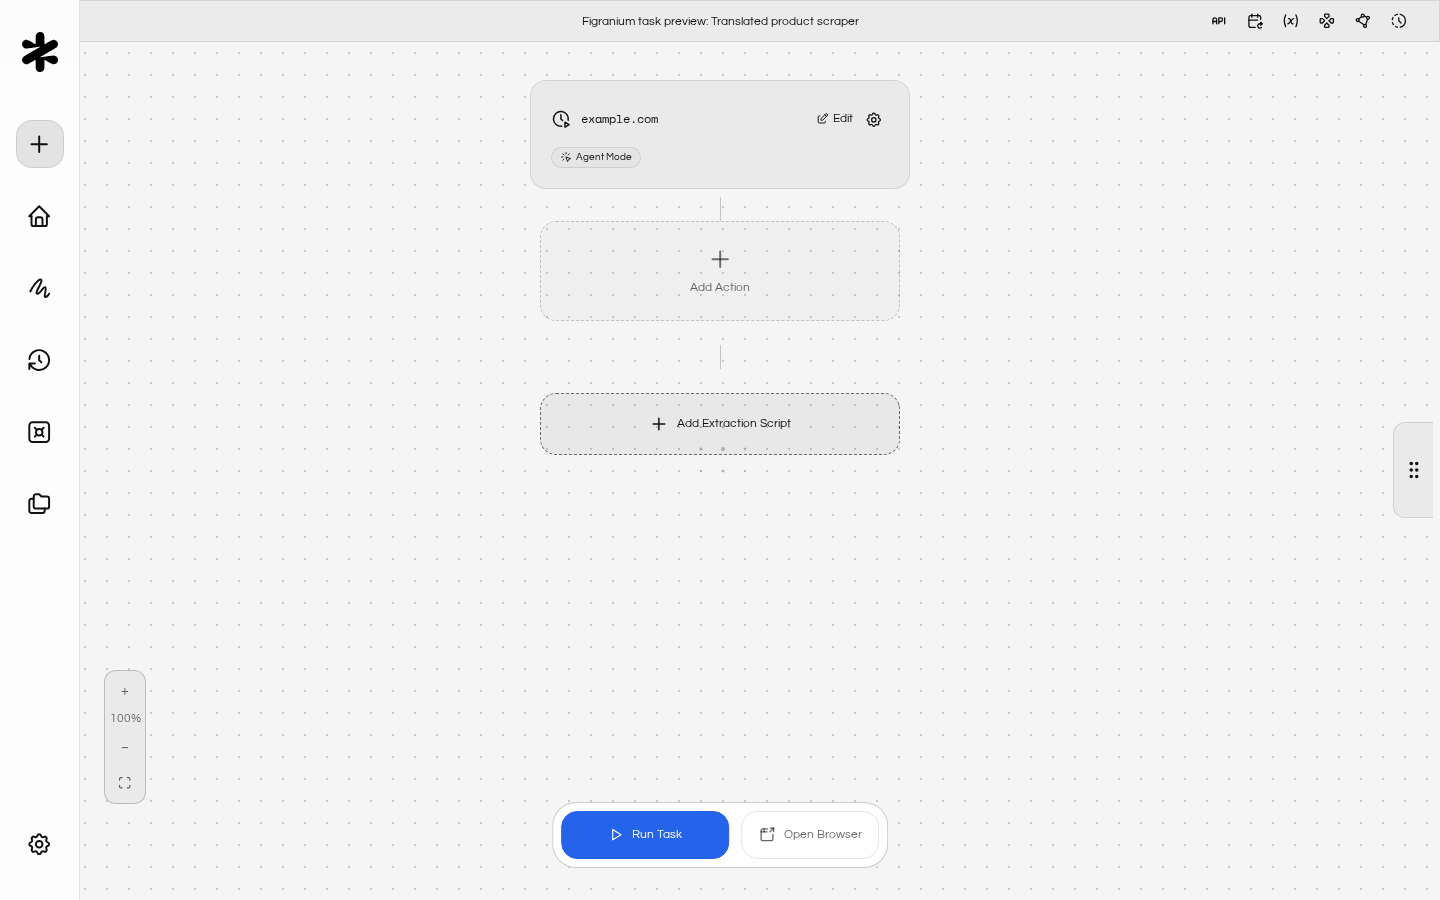 Figranium task preview: Translated product scraper
API
(x)
example.com
Edit
Agent Mode
Add Action
Add Extraction Script
+
100%
−
Run Task
Open Browser